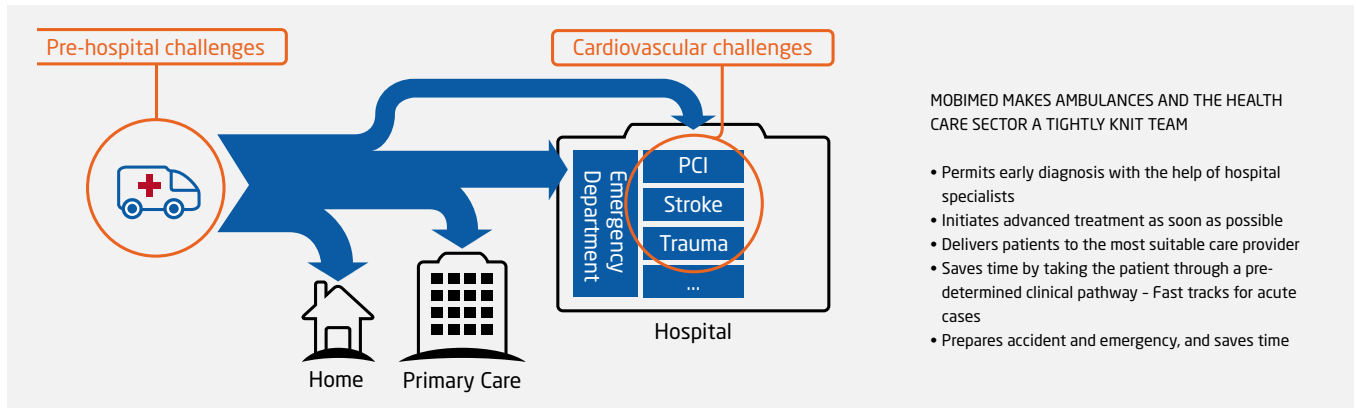 Pre-hospital challenges
Cardiovascular challenges
Emergency
Department
PCI
Stroke
Trauma
...
Hospital
Home
Primary Care
MOBIMED MAKES AMBULANCES AND THE HEALTH
CARE SECTOR A TIGHTLY KNIT TEAM
• Permits early diagnosis with the help of hospital
specialists
• Initiates advanced treatment as soon as possible
• Delivers patients to the most suitable care provider
• Saves time by taking the patient through a pre-
determined clinical pathway – Fast tracks for acute
cases
• Prepares accident and emergency, and saves time